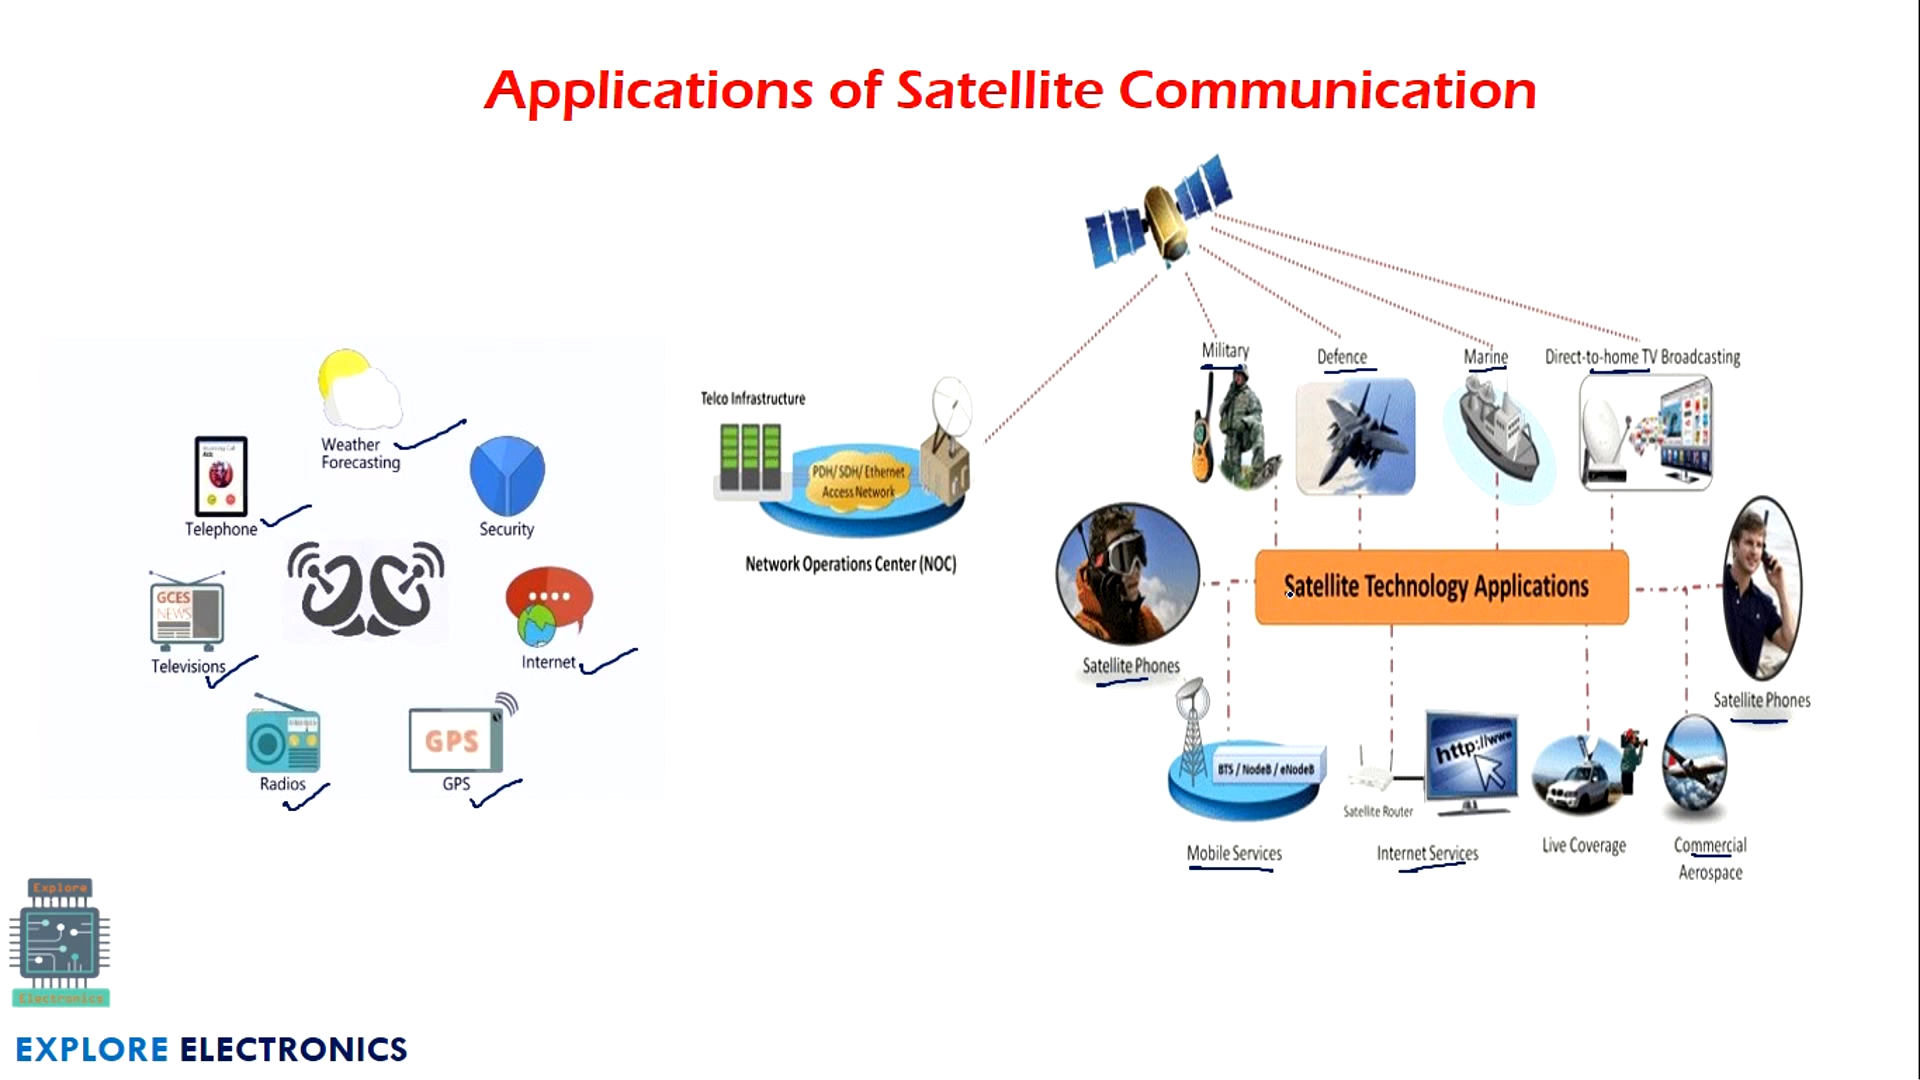 Applications of Satellite Communication
Weather
Forecasting
Telephone
Security
GCES
NEWS
Televisions
Internet
Radios
GPS
GPS
Telco Infrastructure
PDH/ SDH/ Ethernet
Access Network
Network Operations Center (NOC)
Military
Defence
Marine
Direct-to-home TV Broadcasting
Satellite Technology Applications
Satellite Phones
Satellite Phones
BTS / NodeB / eNodeB
http://www
Satellite Router
Mobile Services
Internet Services
Live Coverage
Commercial
Aerospace
Explore
Electronics
EXPLORE ELECTRONICS